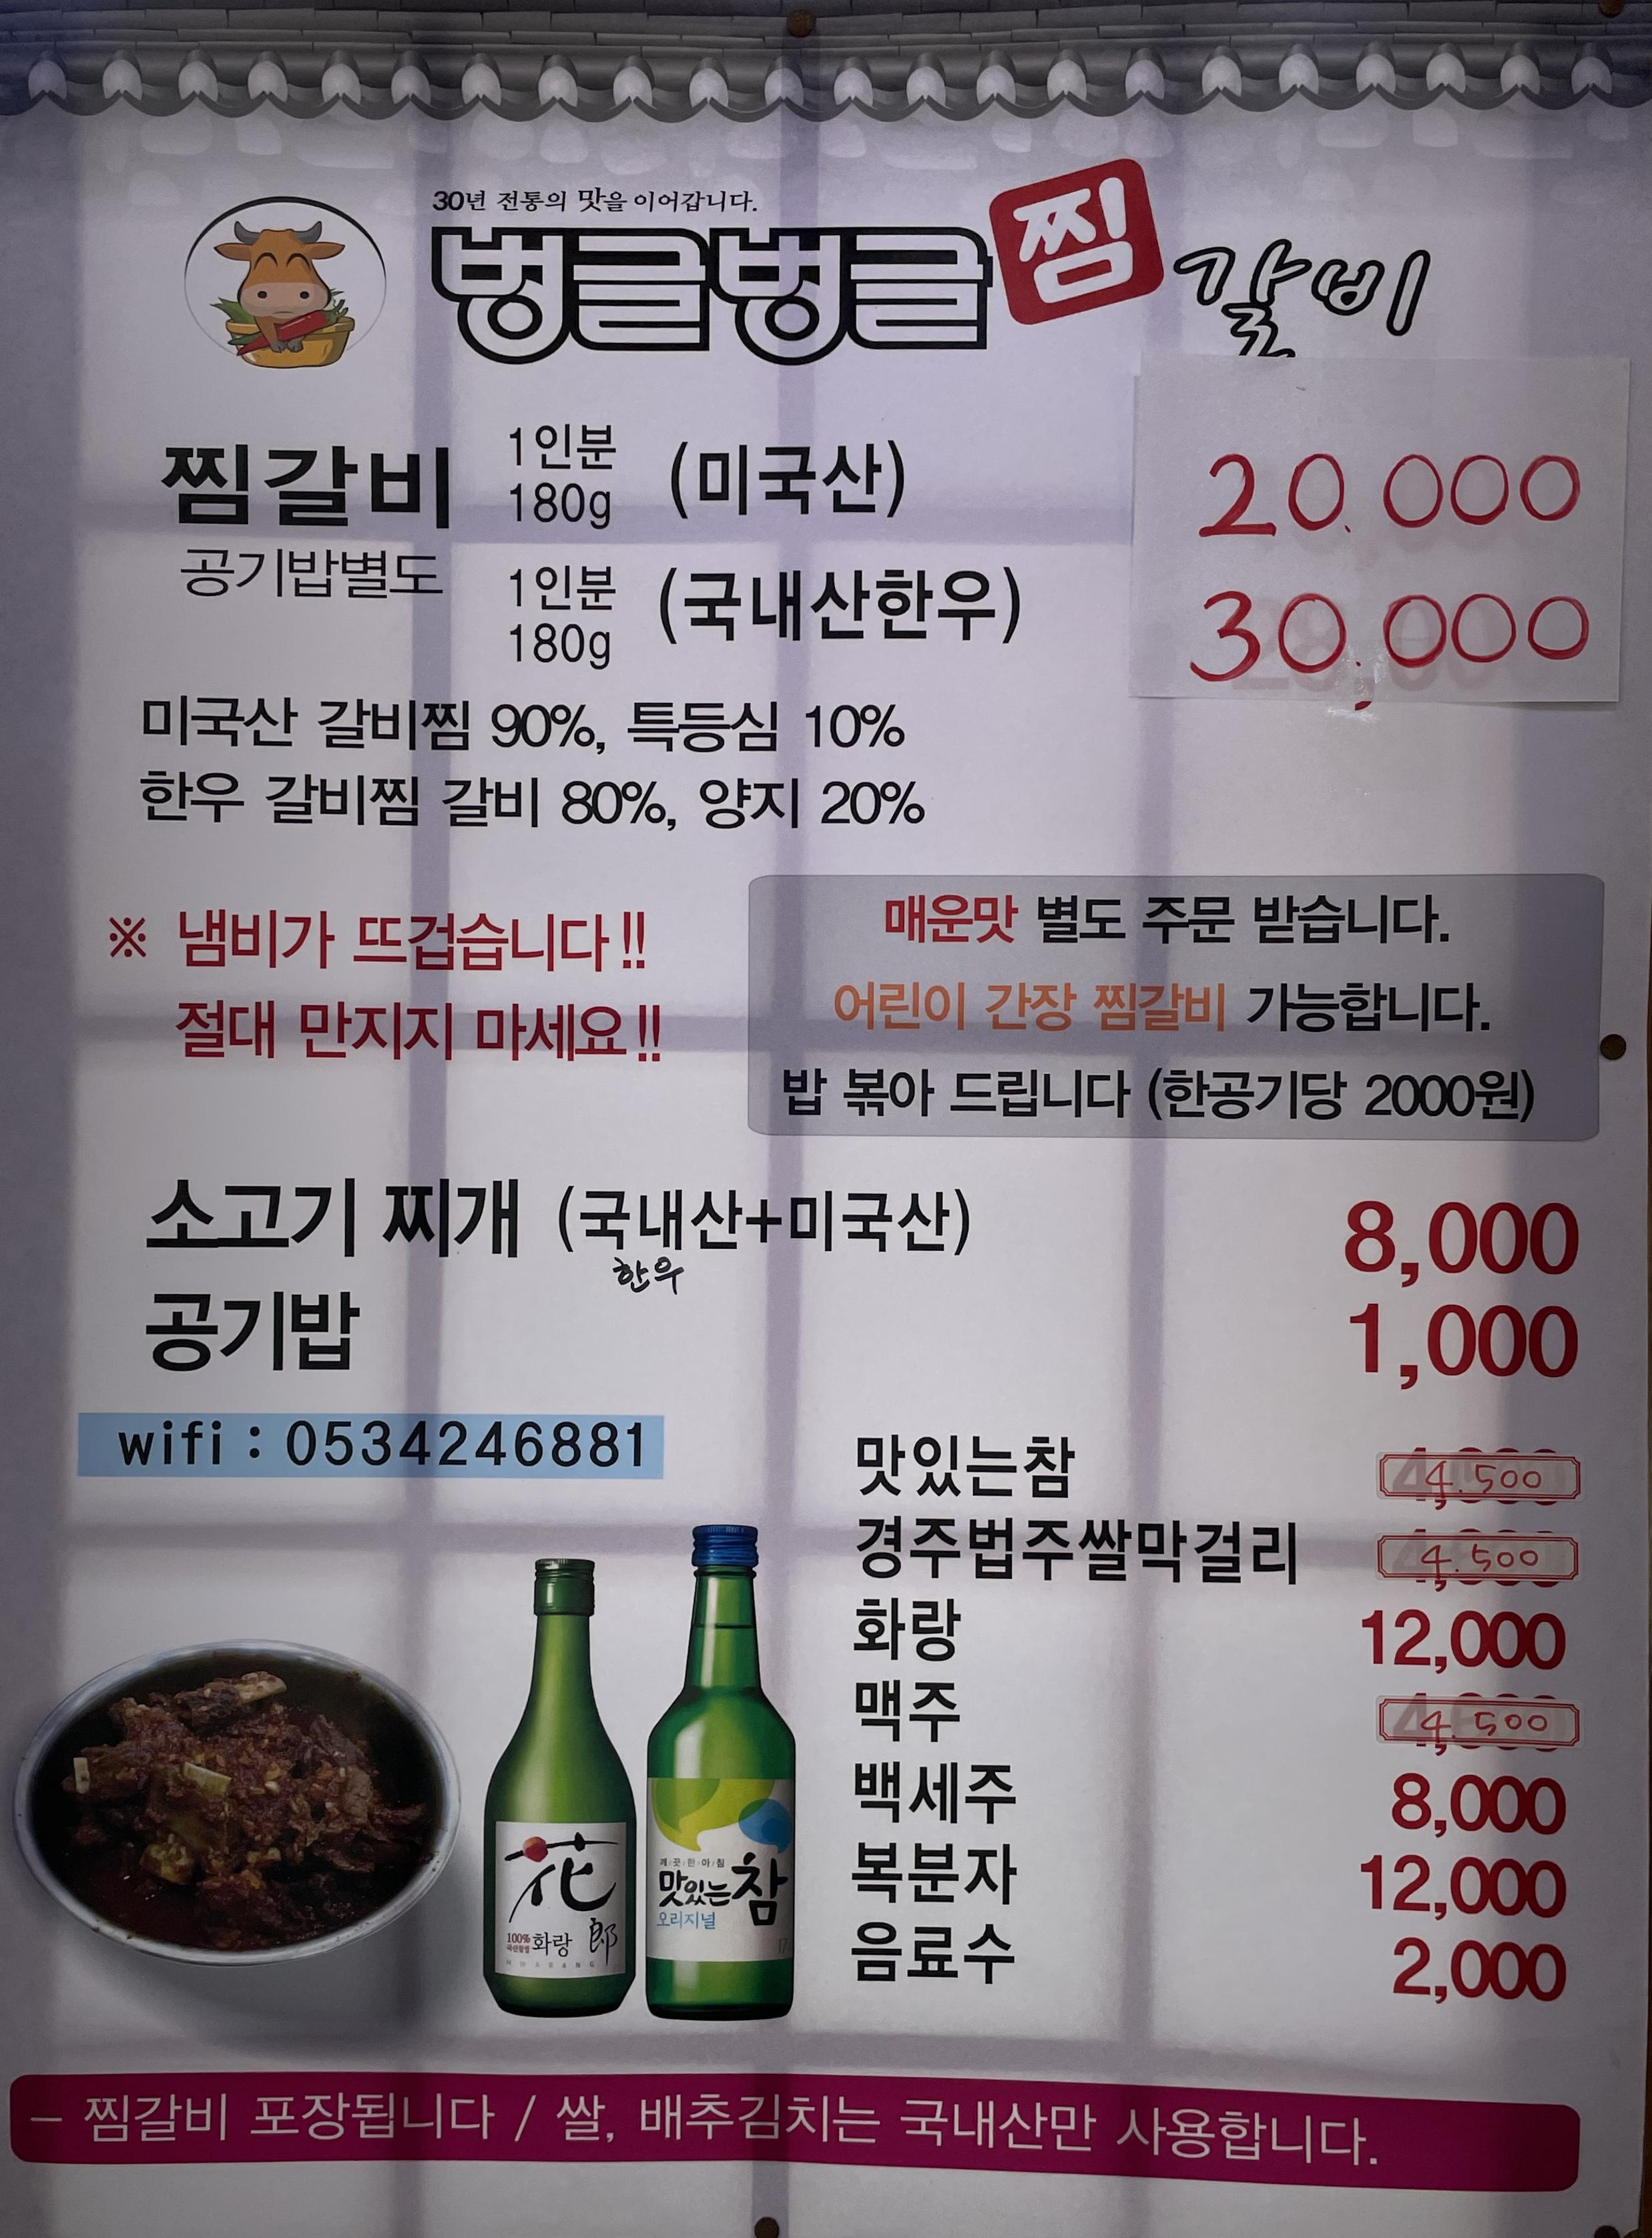 30년 전통의 맛을 이어갑니다.
벙글벙글찜갈비
찜갈비 1인분 180g (미국산) 20.000
공기밥별도 1인분 180g (국내산한우) 30.000
미국산 갈비찜 90%, 특등심 10%
한우 갈비찜 갈비 80%, 양지 20%
※ 냄비가 뜨겁습니다!!
절대 만지지 마세요!!
매운맛 별도 주문 받습니다.
어린이 간장 찜갈비 가능합니다.
밥 볶아 드립니다 (한공기당 2000원)
소고기 찌개 (국내산+미국산) 8,000
한우
공기밥 1,000
wifi : 0534246881
맛있는참 4.500
경주법주쌀막걸리 4.500
화랑 12,000
맥주 4.500
백세주 8,000
복분자 12,000
음료수 2,000
花郎
100%
화랑
HWARANG
깨끗한아침
맛있는참
오리지널
- 찜갈비 포장됩니다 / 쌀, 배추김치는 국내산만 사용합니다.